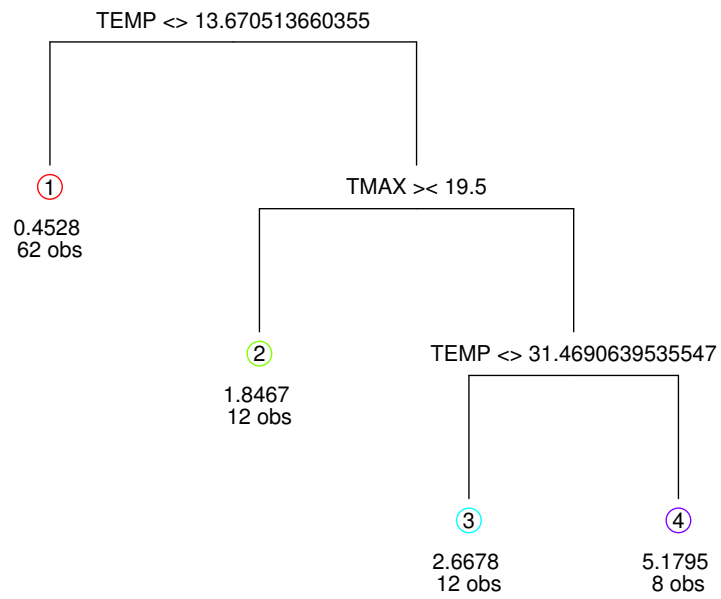 TEMP <> 13.670513660355
1
0.4528
62 obs
TMAX >< 19.5
2
1.8467
12 obs
TEMP <> 31.4690639535547
3
2.6678
12 obs
4
5.1795
8 obs